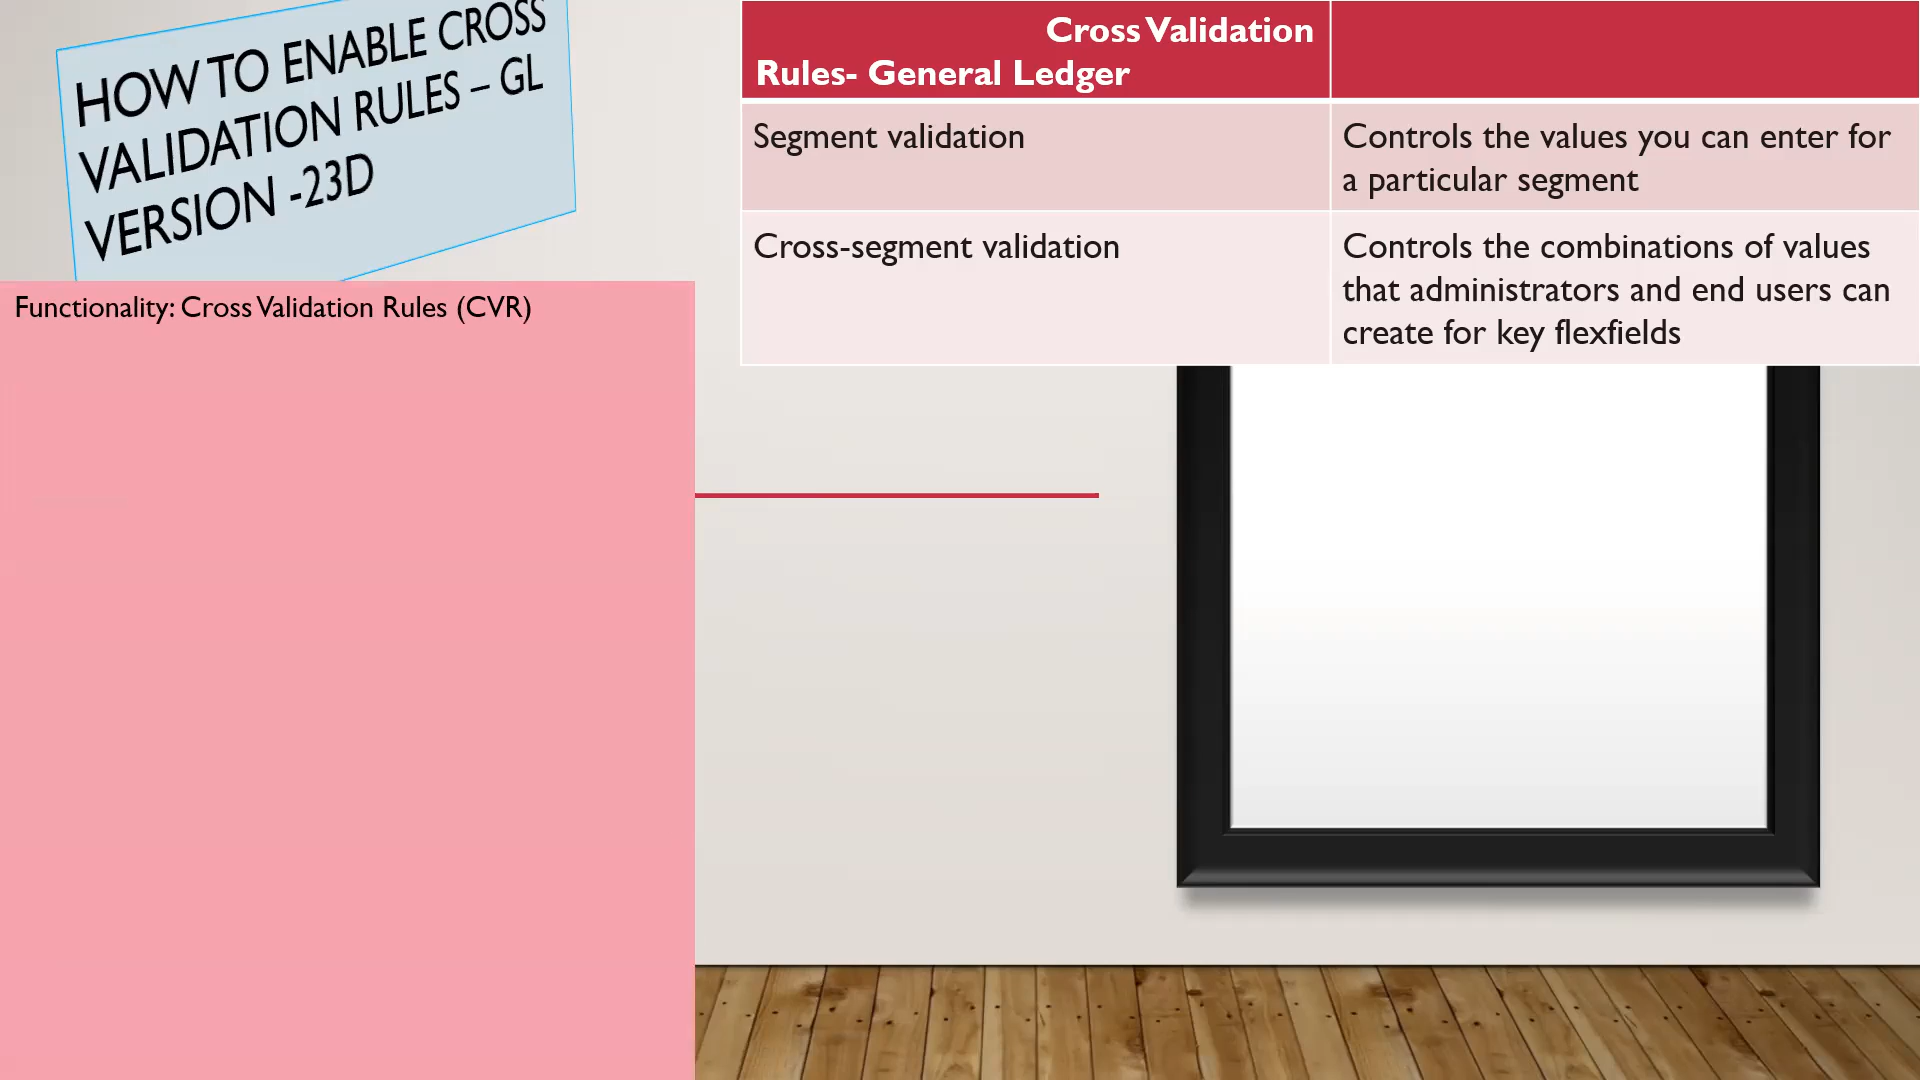 HOW TO ENABLE CROSS
VALIDATION RULES – GL
VERSION -23D
Functionality: Cross Validation Rules (CVR)
Cross Validation
Rules- General Ledger
Segment validation
Controls the values you can enter for
a particular segment
Cross-segment validation
Controls the combinations of values
that administrators and end users can
create for key flexfields